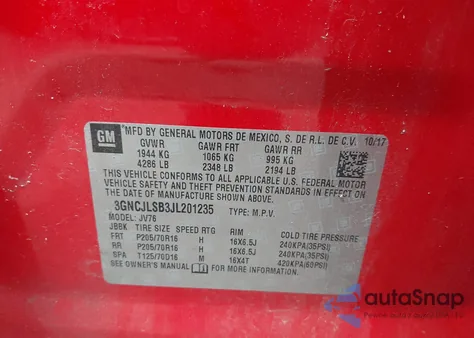 GM
MFD BY GENERAL MOTORS DE MEXICO, S. DE R.L. DE C.V. 10/17
GVWR GAWR FRT GAWR RR
1944 KG 1065 KG 995 KG
4286 LB 2348 LB 2194 LB
THIS VEHICLE CONFORMS TO ALL APPLICABLE
U.S. FEDERAL MOTOR VEHICLE SAFETY, BUMPER,
AND THEFT PREVENTION STANDARDS IN EFFECT
ON THE DATE OF MANUFACTURE SHOWN ABOVE.
3GNCJLSB3JL201235 TYPE: M.P.V.
MODEL: JV76
JBBK TIRE SIZE SPEED RTG RIM COLD TIRE PRESSURE
FRT P205/70R16 H 16X6.5J 240KPA(35PSI)
RR P205/70R16 H 16X6.5J 240KPA(35PSI)
SPA T125/70D16 M 16X4T 420KPA(60PSI)
SEE OWNER'S MANUAL FOR MORE INFORMATION.
autoSnap